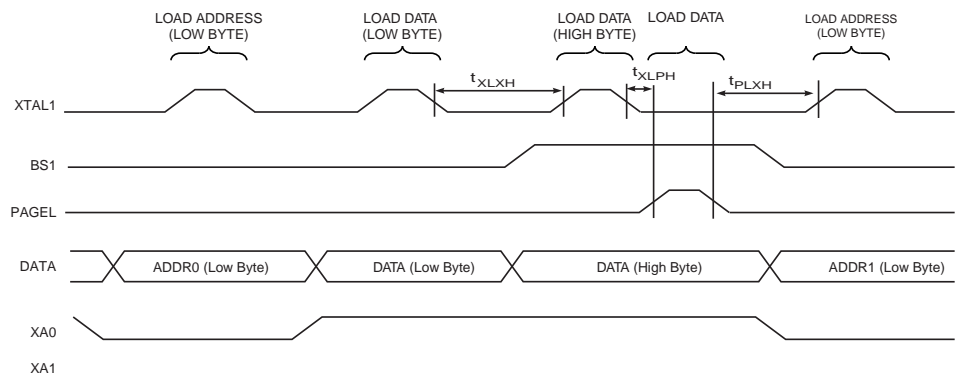 LOAD ADDRESS
(LOW BYTE)
LOAD DATA
(LOW BYTE)
LOAD DATA
(HIGH BYTE)
LOAD DATA
LOAD ADDRESS
(LOW BYTE)
XTAL1
tXLXH
tXLPH
tPLXH
BS1
PAGEL
DATA
ADDR0 (Low Byte)
DATA (Low Byte)
DATA (High Byte)
ADDR1 (Low Byte)
XA0
XA1